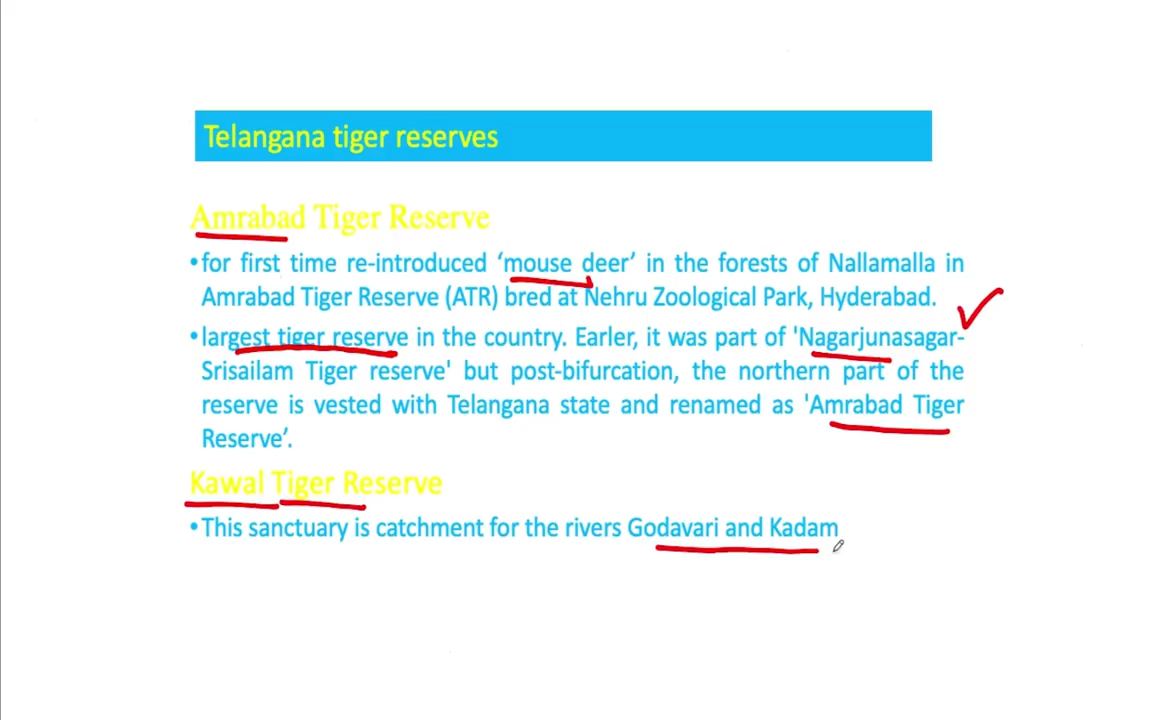 Telangana tiger reserves
Amrabad Tiger Reserve
•for first time re-introduced ‘mouse deer’ in the forests of Nallamalla in
Amrabad Tiger Reserve (ATR) bred at Nehru Zoological Park, Hyderabad.
•largest tiger reserve in the country. Earler, it was part of 'Nagarjunasagar-
Srisailam Tiger reserve' but post-bifurcation, the northern part of the
reserve is vested with Telangana state and renamed as 'Amrabad Tiger
Reserve’.
Kawal Tiger Reserve
•This sanctuary is catchment for the rivers Godavari and Kadam